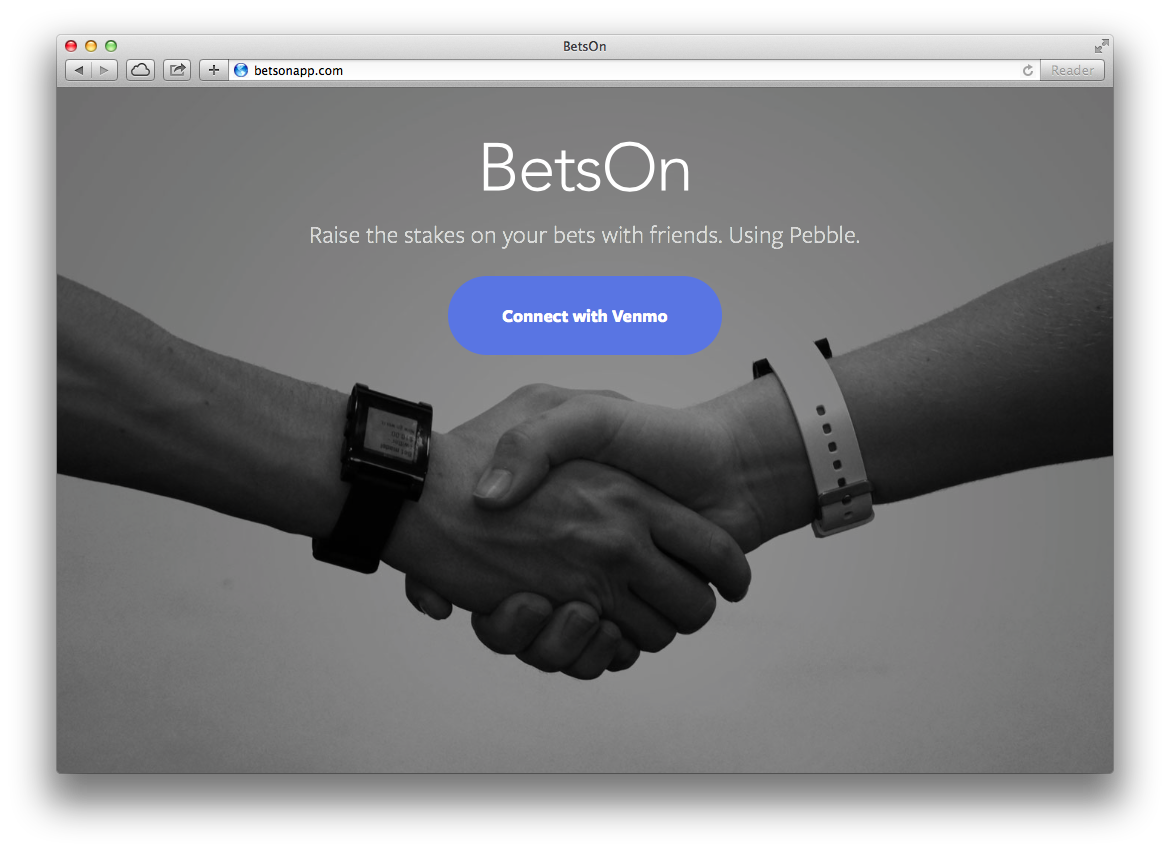 BetsOn
betsonapp.com
Reader
BetsOn
Raise the stakes on your bets with friends. Using Pebble.
Connect with Venmo